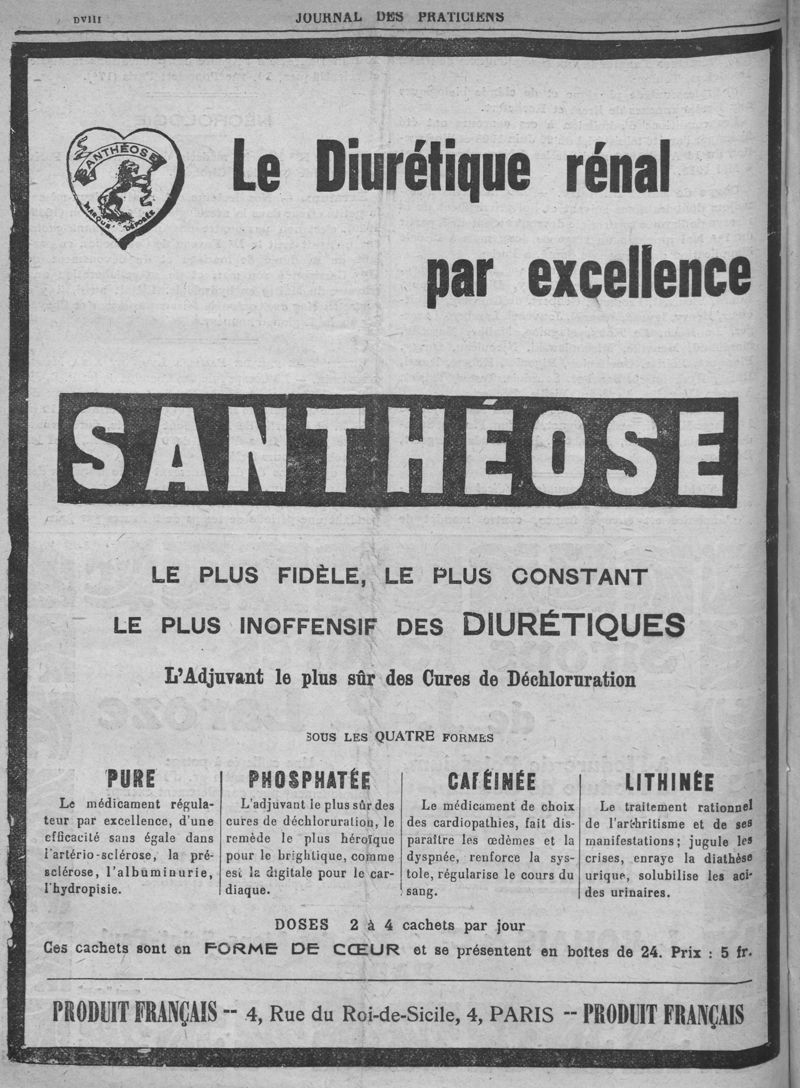 DVIII
JOURNAL DES PRATICIENS
SANTHÉOSE
MARQUE DÉPOSÉE
Le Diurétique rénal
par excellence
SANTHÉOSE
LE PLUS FIDÈLE, LE PLUS CONSTANT
LE PLUS INOFFENSIF DES DIURÉTIQUES
L'Adjuvant le plus sûr des Cures de Déchloruration
SOUS LES QUATRE FORMES
PURE
Le médicament régula-
teur par excellence, d'une
efficacité sans égale dans
l'artério-sclérose, la pré-
sclérose, l'albuminurie,
l'hydropisie.
PHOSPHATÉE
L'adjuvant le plus sûr des
cures de déchloruration, le
remède le plus héroïque
pour le brightique, comme
est la digitale pour le car-
diaque.
CAFÉINÉE
Le médicament de choix
des cardiopathies, fait dis-
paraître les œdèmes et la
dyspnée, renforce la sys-
tole, régularise le cours du
sang.
LITHINÉE
Le traitement rationnel
de l'arthritisme et de ses
manifestations; jugule les
crises, enraye la diathèse
urique, solubilise les aci-
des urinaires.
DOSES 2 à 4 cachets par jour
Ces cachets sont en FORME DE CŒUR et se présentent en boîtes de 24. Prix : 5 fr.
PRODUIT FRANÇAIS -- 4, Rue du Roi-de-Sicile, 4, PARIS -- PRODUIT FRANÇAIS